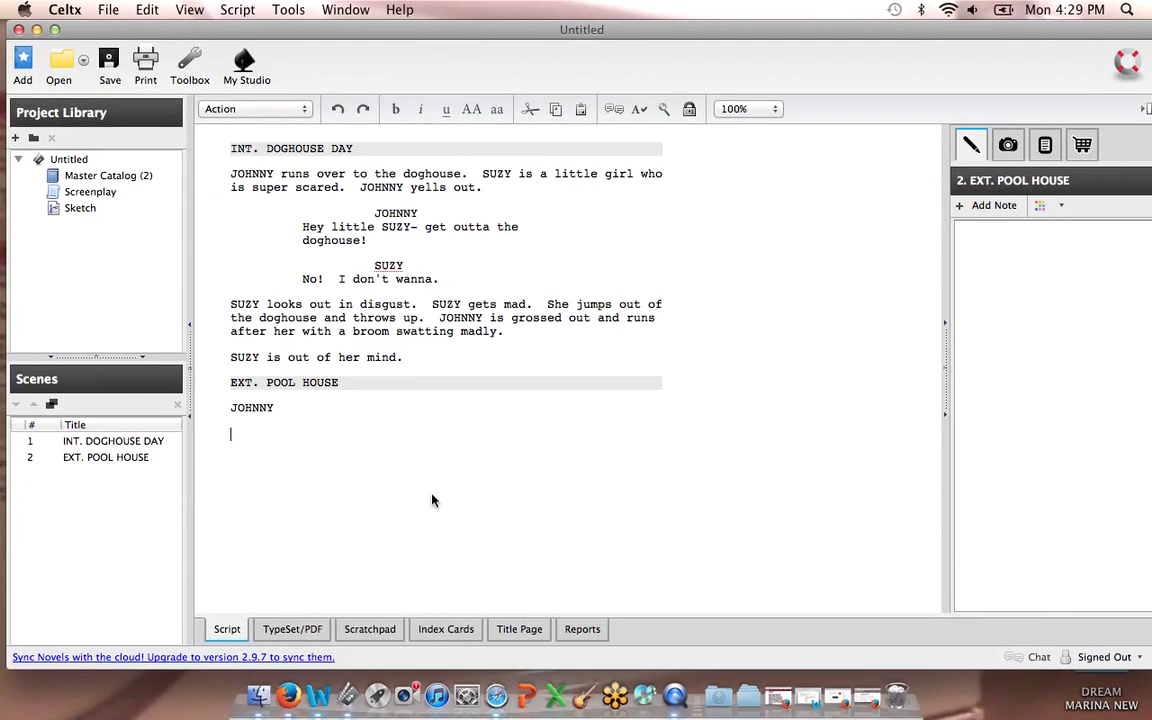 Celtx File Edit View Script Tools Window Help Mon 4:29 PM
Untitled
Add Open Save Print Toolbox My Studio
Project Library
Action b i u AA aa 100%
Untitled
Master Catalog (2)
Screenplay
Sketch
INT. DOGHOUSE DAY
JOHNNY runs over to the doghouse. SUZY is a little girl who
is super scared. JOHNNY yells out.
JOHNNY
Hey little SUZY- get outta the
doghouse!
SUZY
No! I don't wanna.
SUZY looks out in disgust. SUZY gets mad. She jumps out of
the doghouse and throws up. JOHNNY is grossed out and runs
after her with a broom swatting madly.
SUZY is out of her mind.
EXT. POOL HOUSE
JOHNNY
2. EXT. POOL HOUSE
+ Add Note
Scenes
# Title
1 INT. DOGHOUSE DAY
2 EXT. POOL HOUSE
Script TypeSet/PDF Scratchpad Index Cards Title Page Reports
Sync Novels with the cloud! Upgrade to version 2.9.7 to sync them. Chat Signed Out
DREAM
MARINA NEW